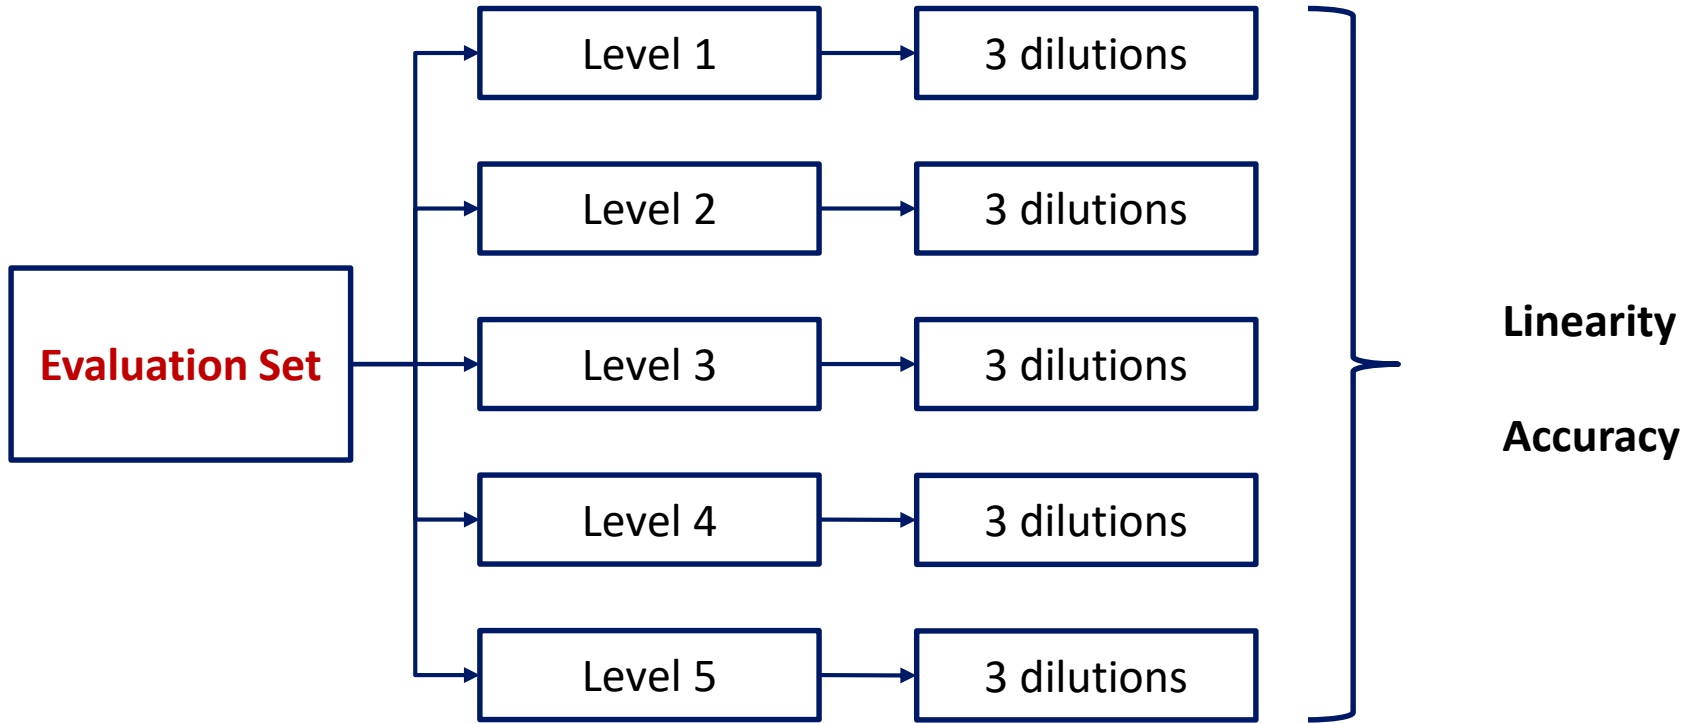 Evaluation Set
Level 1
3 dilutions
Level 2
3 dilutions
Level 3
3 dilutions
Level 4
3 dilutions
Level 5
3 dilutions
Linearity
Accuracy